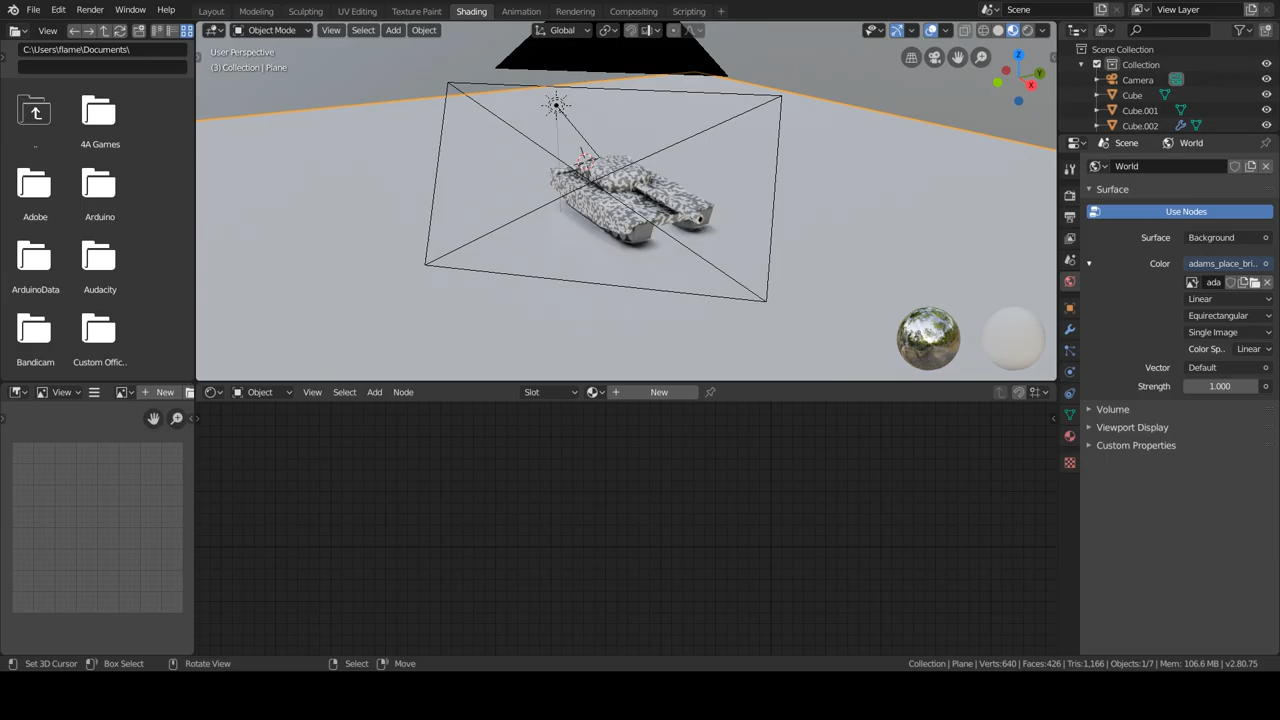 File Edit Render Window Help Layout Modeling Sculpting UV Editing Texture Paint Shading Animation Rendering Compositing Scripting + Scene View Layer
View Object Mode View Select Add Object Global
C:\Users\flame\Documents\
User Perspective
(3) Collection | Plane
Scene Collection
Collection
Camera
Cube
Cube.001
Cube.002
X
Y
Z
.. 4A Games
Adobe Arduino
ArduinoData Audacity
Bandicam Custom Offic..
Scene World
World
Surface
Use Nodes
Surface Background
Color adams_place_bri..
ada
Linear
Equirectangular
Single Image
Color Sp.. Linear
Vector Default
Strength 1.000
Volume
Viewport Display
Custom Properties
View New Object View Select Add Node Slot New
Set 3D Cursor Box Select Rotate View Select Move Collection | Plane | Verts:640 | Faces:426 | Tris:1,166 | Objects:1/7 | Mem: 106.6 MB | v2.80.75